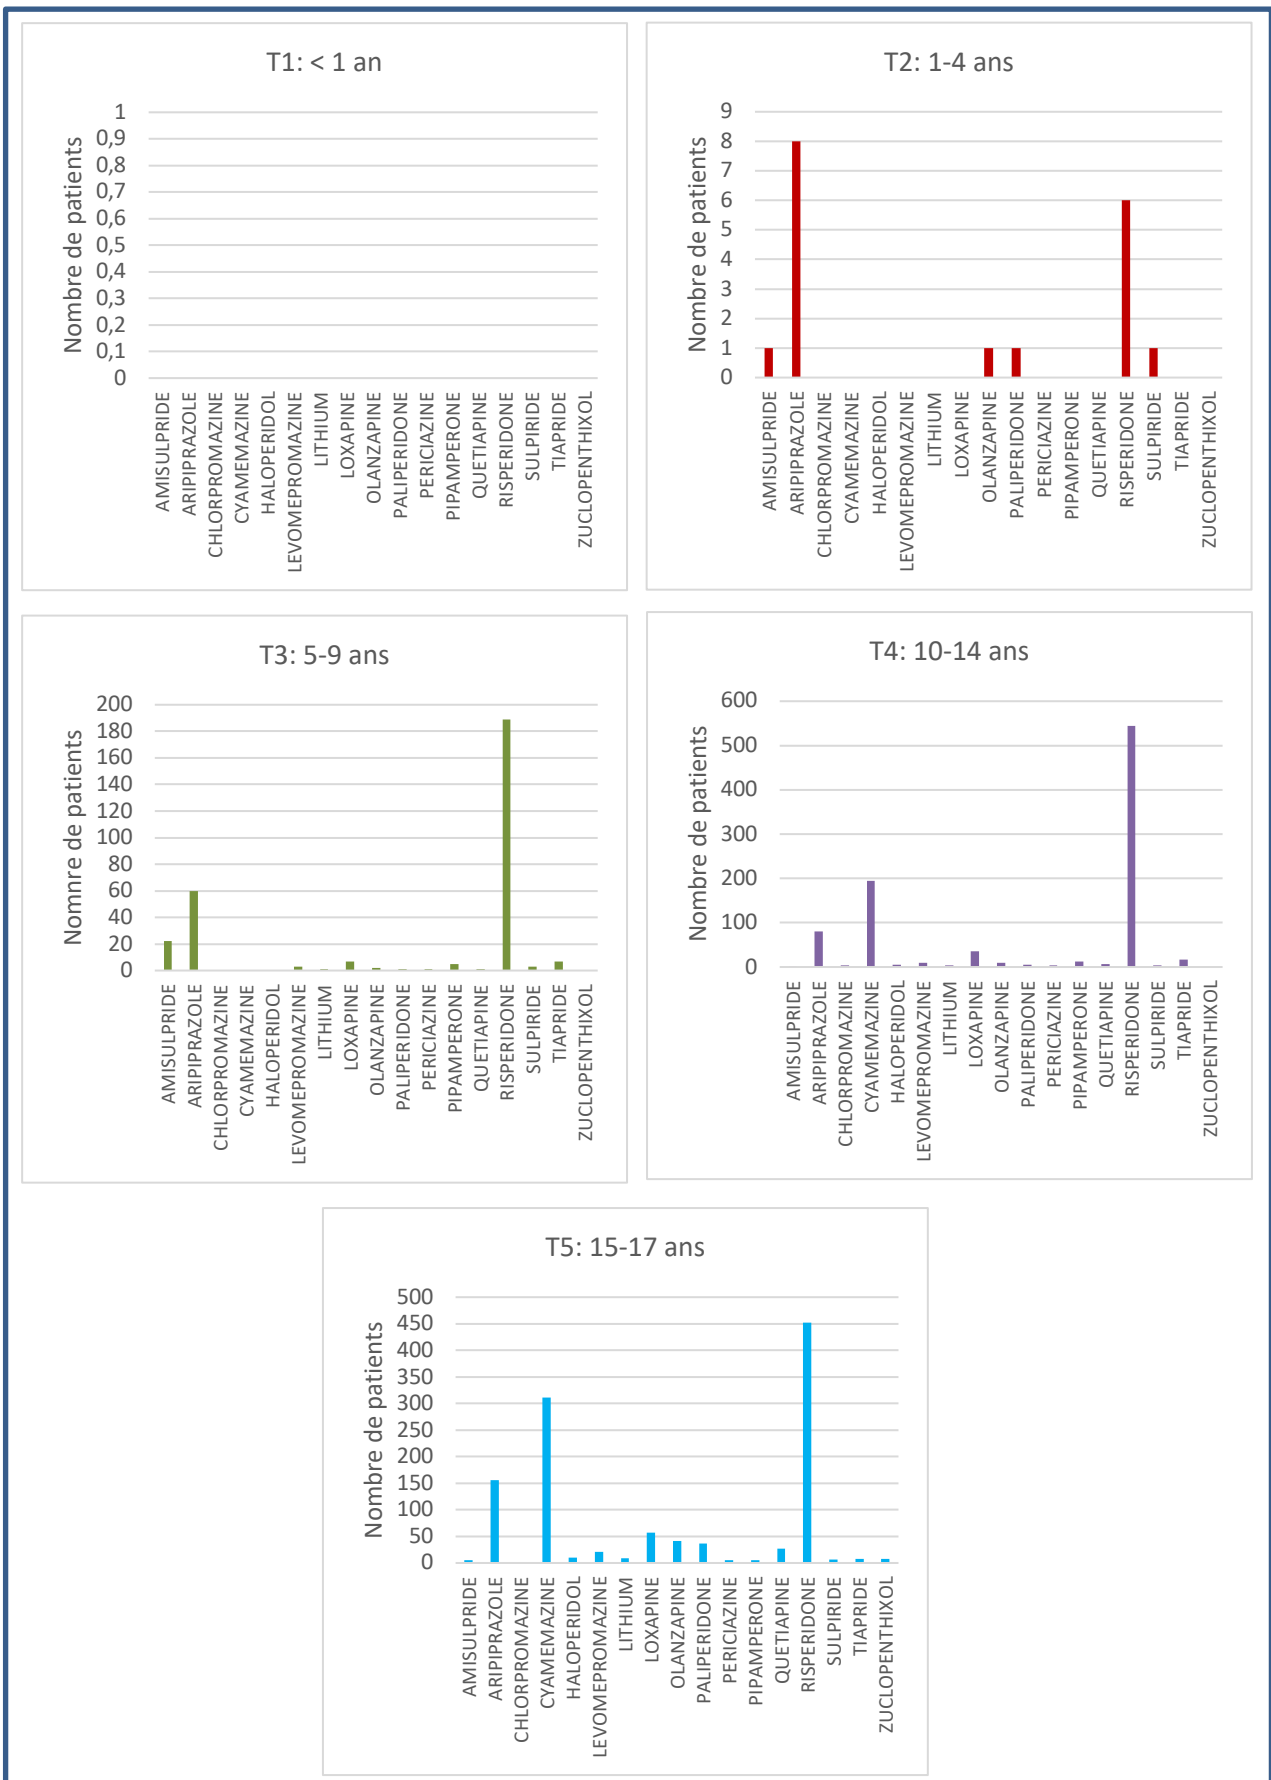 T1: < 1 an
Nombre de patients
1
0,9
0,8
0,7
0,6
0,5
0,4
0,3
0,2
0,1
0
AMISULPRIDE
ARIPIPRAZOLE
CHLORPROMAZINE
CYAMEMAZINE
HALOPERIDOL
LEVOMEPROMAZINE
LITHIUM
LOXAPINE
OLANZAPINE
PALIPERIDONE
PERICIAZINE
PIPAMPERONE
QUETIAPINE
RISPERIDONE
SULPIRIDE
TIAPRIDE
ZUCLOPENTHIXOL
T2: 1-4 ans
Nombre de patients
9
8
7
6
5
4
3
2
1
0
AMISULPRIDE
ARIPIPRAZOLE
CHLORPROMAZINE
CYAMEMAZINE
HALOPERIDOL
LEVOMEPROMAZINE
LITHIUM
LOXAPINE
OLANZAPINE
PALIPERIDONE
PERICIAZINE
PIPAMPERONE
QUETIAPINE
RISPERIDONE
SULPIRIDE
TIAPRIDE
ZUCLOPENTHIXOL
T3: 5-9 ans
Nomnre de patients
200
180
160
140
120
100
80
60
40
20
0
AMISULPRIDE
ARIPIPRAZOLE
CHLORPROMAZINE
CYAMEMAZINE
HALOPERIDOL
LEVOMEPROMAZINE
LITHIUM
LOXAPINE
OLANZAPINE
PALIPERIDONE
PERICIAZINE
PIPAMPERONE
QUETIAPINE
RISPERIDONE
SULPIRIDE
TIAPRIDE
ZUCLOPENTHIXOL
T4: 10-14 ans
Nombre de patients
600
500
400
300
200
100
0
AMISULPRIDE
ARIPIPRAZOLE
CHLORPROMAZINE
CYAMEMAZINE
HALOPERIDOL
LEVOMEPROMAZINE
LITHIUM
LOXAPINE
OLANZAPINE
PALIPERIDONE
PERICIAZINE
PIPAMPERONE
QUETIAPINE
RISPERIDONE
SULPIRIDE
TIAPRIDE
ZUCLOPENTHIXOL
T5: 15-17 ans
Nombre de patients
500
450
400
350
300
250
200
150
100
50
0
AMISULPRIDE
ARIPIPRAZOLE
CHLORPROMAZINE
CYAMEMAZINE
HALOPERIDOL
LEVOMEPROMAZINE
LITHIUM
LOXAPINE
OLANZAPINE
PALIPERIDONE
PERICIAZINE
PIPAMPERONE
QUETIAPINE
RISPERIDONE
SULPIRIDE
TIAPRIDE
ZUCLOPENTHIXOL